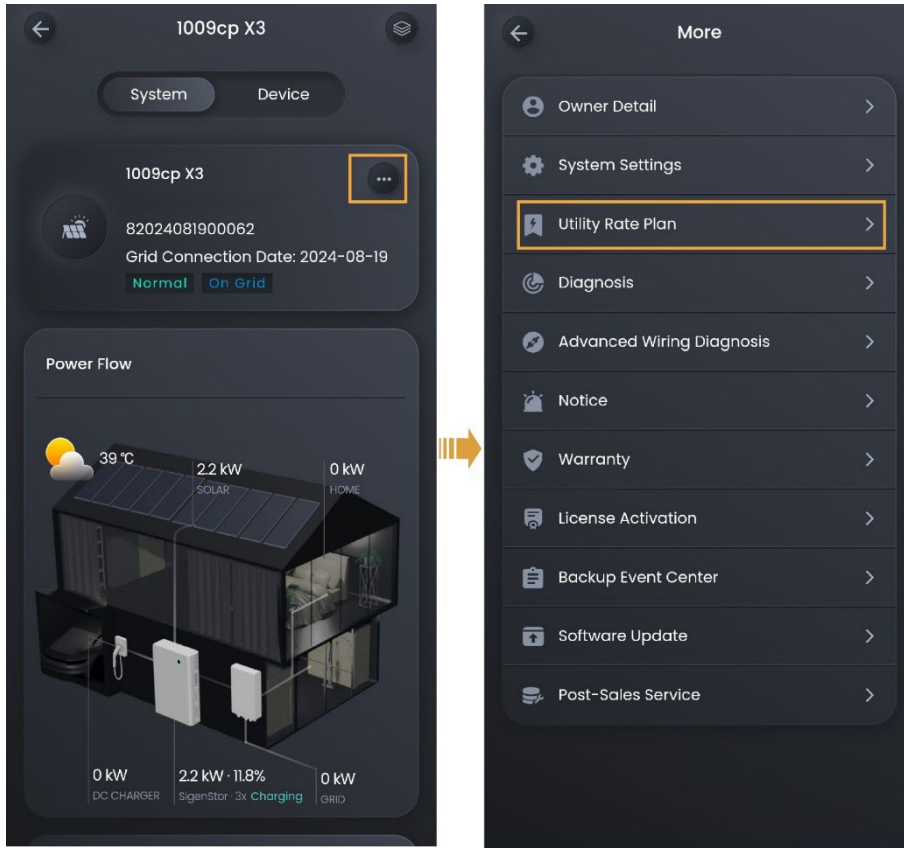 1009cp X3
System Device
1009cp X3
82024081900062
Grid Connection Date: 2024-08-19
Normal On Grid
Power Flow
39 ℃
2.2 kW
SOLAR
0 kW
HOME
0 kW
DC CHARGER
2.2 kW · 11.8%
SigenStor · 3x Charging
0 kW
GRID
More
Owner Detail
System Settings
Utility Rate Plan
Diagnosis
Advanced Wiring Diagnosis
Notice
Warranty
License Activation
Backup Event Center
Software Update
Post-Sales Service